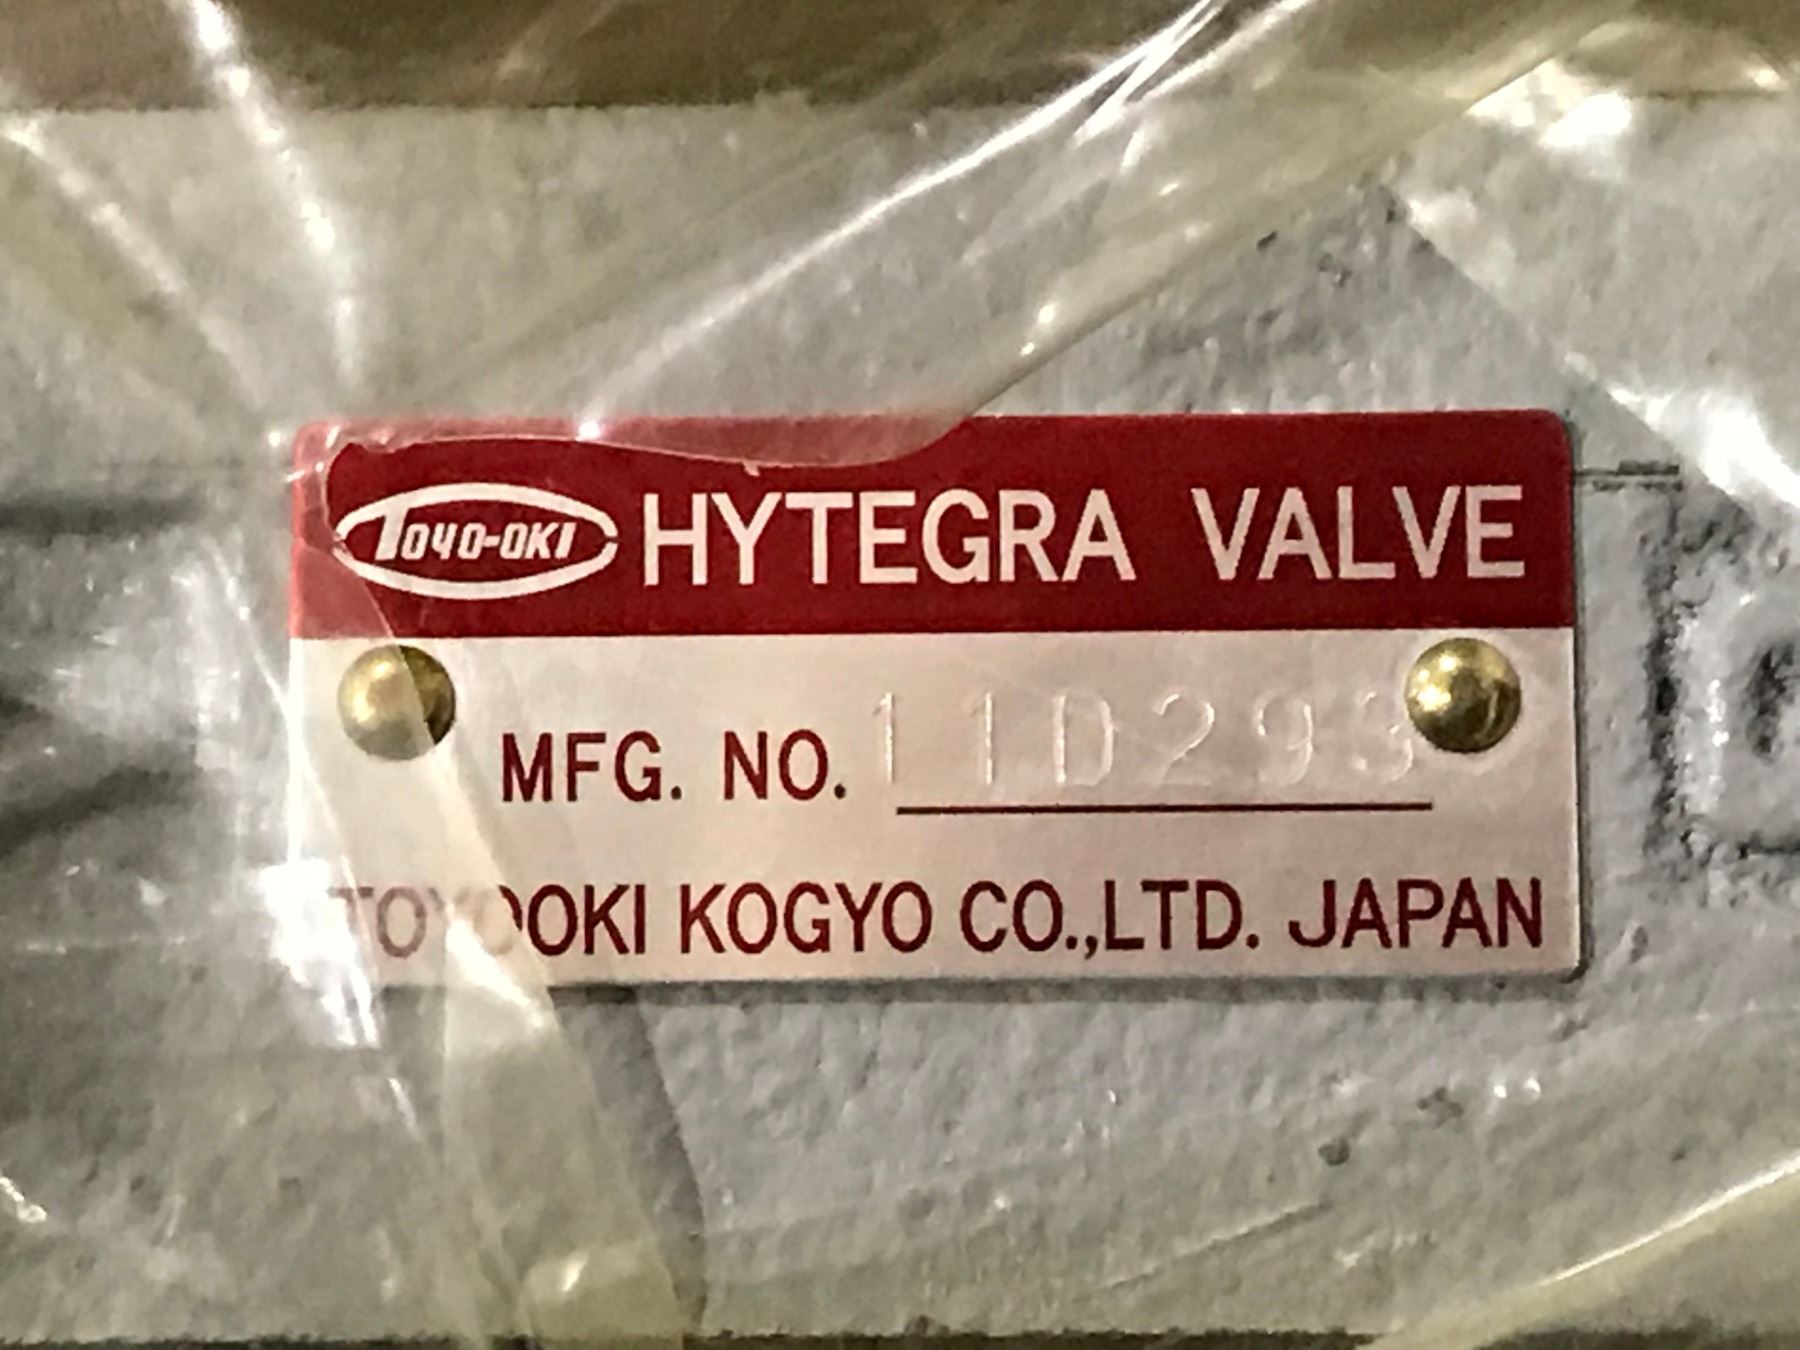 TOYO-OKI HYTEGRA VALVE
MFG. NO. 11D293
TOYOOKI KOGYO CO.,LTD. JAPAN